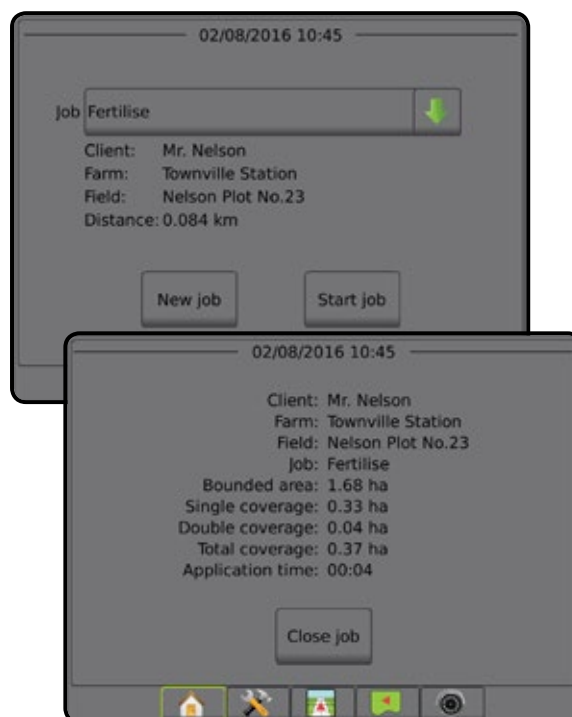 02/08/2016 10:45
Job Fertilise
Client: Mr. Nelson
Farm: Townville Station
Field: Nelson Plot No.23
Distance: 0.084 km
New job Start job
02/08/2016 10:45
Client: Mr. Nelson
Farm: Townville Station
Field: Nelson Plot No.23
Job: Fertilise
Bounded area: 1.68 ha
Single coverage: 0.33 ha
Double coverage: 0.04 ha
Total coverage: 0.37 ha
Application time: 00:04
Close job